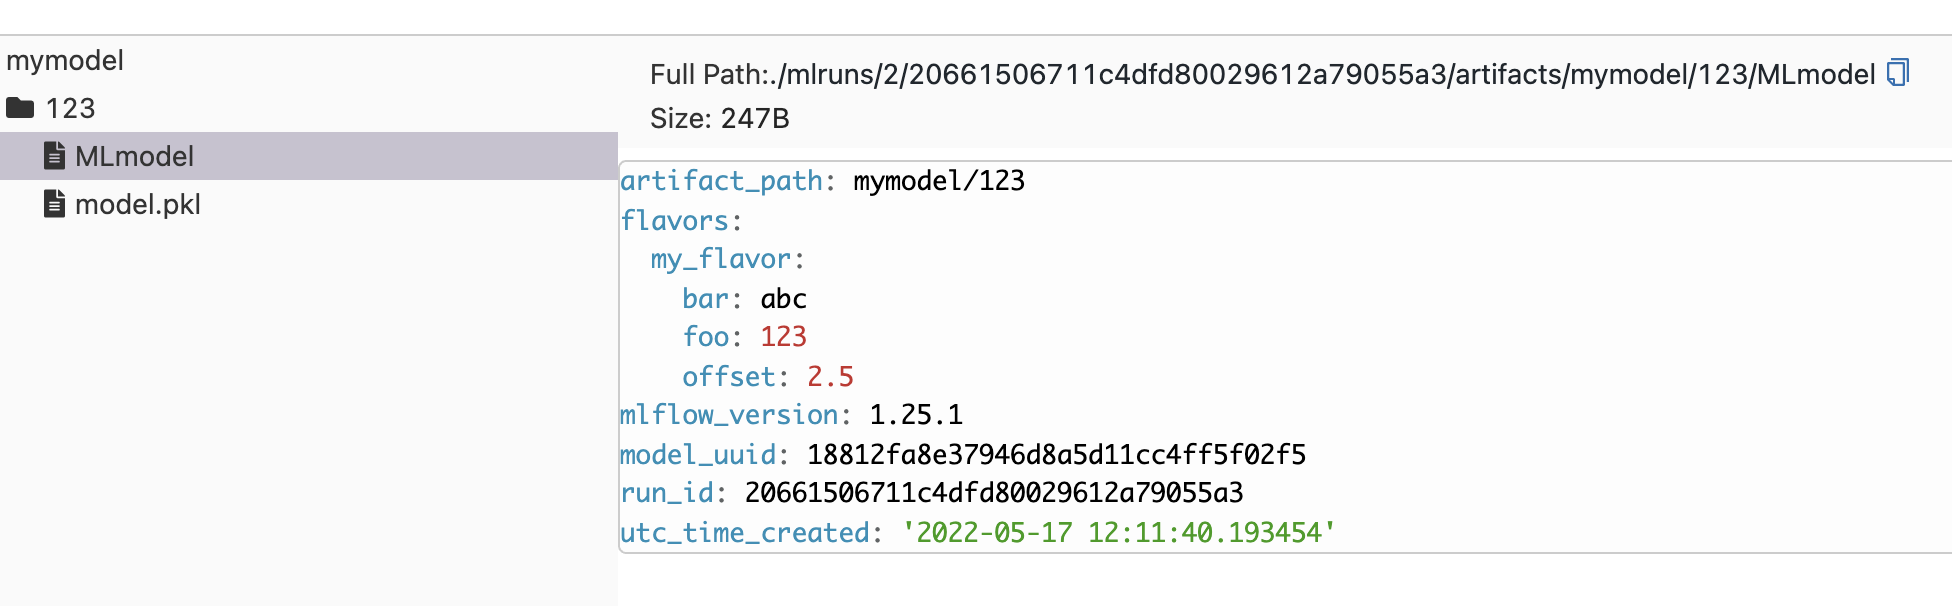 mymodel
123
MLmodel
model.pkl
Full Path:./mlruns/2/20661506711c4dfd80029612a79055a3/artifacts/mymodel/123/MLmodel
Size: 247B
artifact_path: mymodel/123
flavors:
  my_flavor:
    bar: abc
    foo: 123
    offset: 2.5
mlflow_version: 1.25.1
model_uuid: 18812fa8e37946d8a5d11cc4ff5f02f5
run_id: 20661506711c4dfd80029612a79055a3
utc_time_created: '2022-05-17 12:11:40.193454'